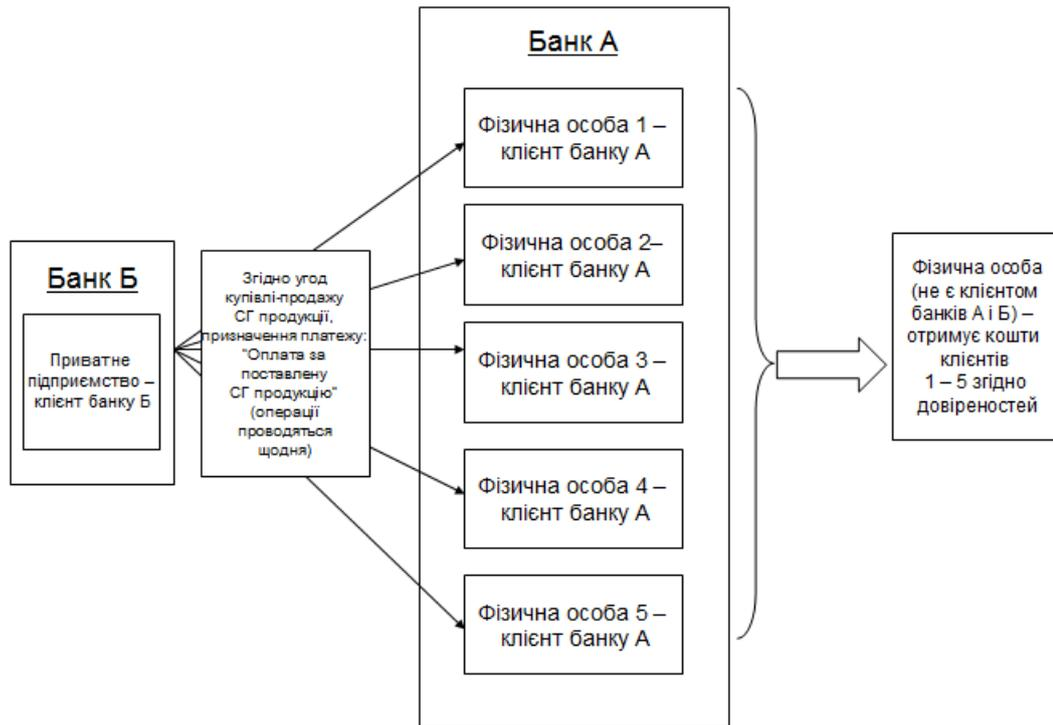 Банк А
Фізична особа 1 –
клієнт банку А
Фізична особа 2–
клієнт банку А
Фізична особа 3 –
клієнт банку А
Фізична особа 4 –
клієнт банку А
Фізична особа 5 –
клієнт банку А
Банк Б
Приватне
підприємство –
клієнт банку Б
Згідно угод
купівлі-продажу
СГ продукції,
призначення платежу:
"Оплата за
поставлену
СГ продукцію"
(операції
проводяться
щодня)
Фізична особа
(не є клієнтом
банків А і Б) –
отримує кошти
клієнтів
1 – 5 згідно
довіреностей